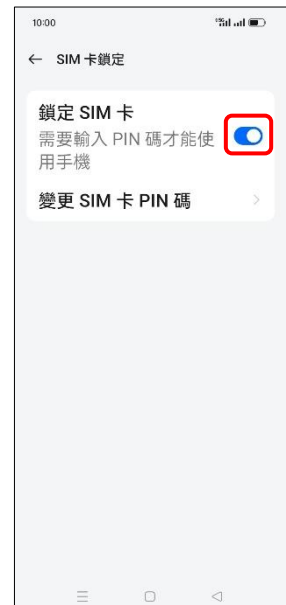 10:00
← SIM 卡鎖定
鎖定 SIM 卡
需要輸入 PIN 碼才能使
用手機
變更 SIM 卡 PIN 碼